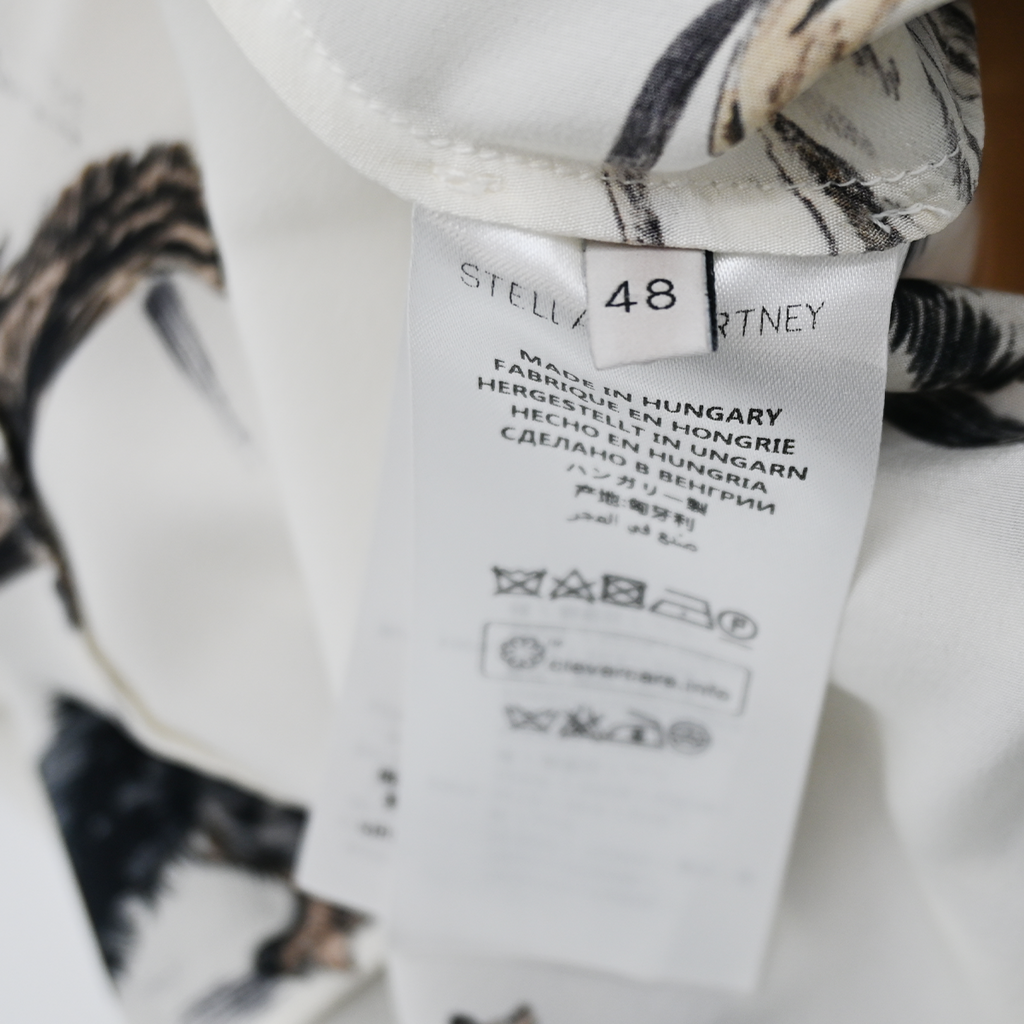 STELLA RTNEY
48
MADE IN HUNGARY
FABRIQUE EN HONGRIE
HERGESTELLT IN UNGARN
HECHO EN HUNGRIA
СДЕЛАНО В ВЕНГРИИ
ハンガリー製
产地:匈牙利
صنع في المجر
P
clevercare.info